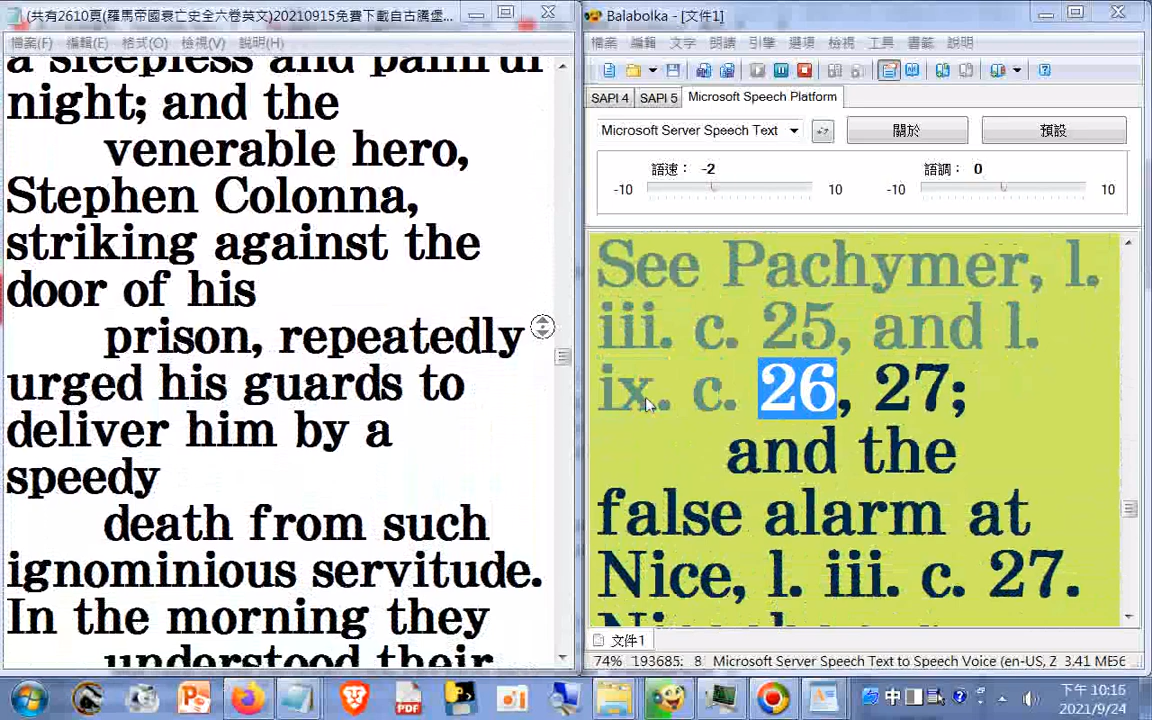 (共有2610頁(羅馬帝國衰亡史全六卷英文)20210915免費下載自古騰堡...
檔案(F) 編輯(E) 格式(O) 檢視(V) 說明(H)
a sleepless and painful
night; and the
venerable hero,
Stephen Colonna,
striking against the
door of his
prison, repeatedly
urged his guards to
deliver him by a
speedy
death from such
ignominious servitude.
In the morning they
understood their
Balabolka - [文件1]
檔案 編輯 文字 朗讀 引擎 選項 檢視 工具 書籤 說明
SAPI 4 SAPI 5 Microsoft Speech Platform
Microsoft Server Speech Text 關於 預設
語速： -2 語調： 0
-10 10 -10 10
See Pachymer, l.
iii. c. 25, and l.
ix. c. 26, 27;
and the
false alarm at
Nice, l. iii. c. 27.
文件1
74% 193685: 8 Microsoft Server Speech Text to Speech Voice (en-US, Z 3.41 ME56
中 下午 10:15
2021/9/24